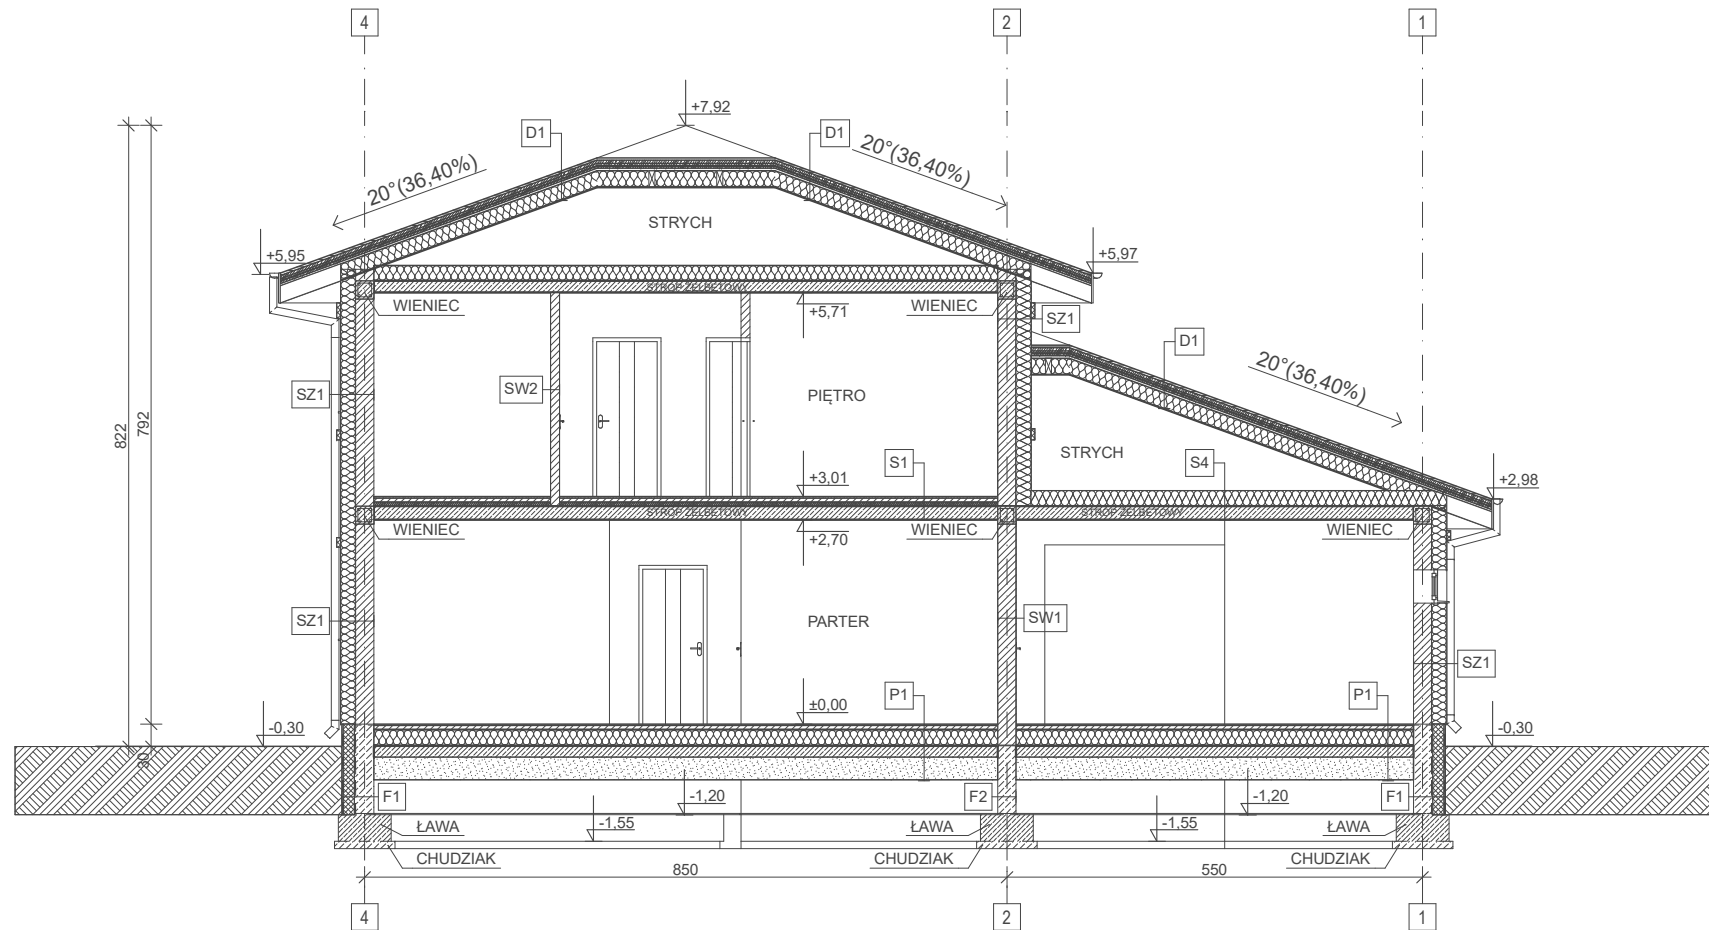 4
2
1
+7,92
D1
D1
20°(36,40%)
20°(36,40%)
STRYCH
+5,95
+5,97
STROP ŻELBETOWY
WIENIEC
+5,71
WIENIEC
SZ1
D1
20°(36,40%)
SZ1
SW2
PIĘTRO
822
792
STRYCH
S1
S4
+3,01
+2,98
STROP ŻELBETOWY
STROP ŻELBETOWY
WIENIEC
+2,70
WIENIEC
WIENIEC
SZ1
PARTER
SW1
SZ1
P1
P1
±0,00
-0,30
-0,30
30
F1
-1,20
F2
-1,20
F1
ŁAWA
-1,55
ŁAWA
-1,55
ŁAWA
CHUDZIAK
CHUDZIAK
CHUDZIAK
850
550
4
2
1